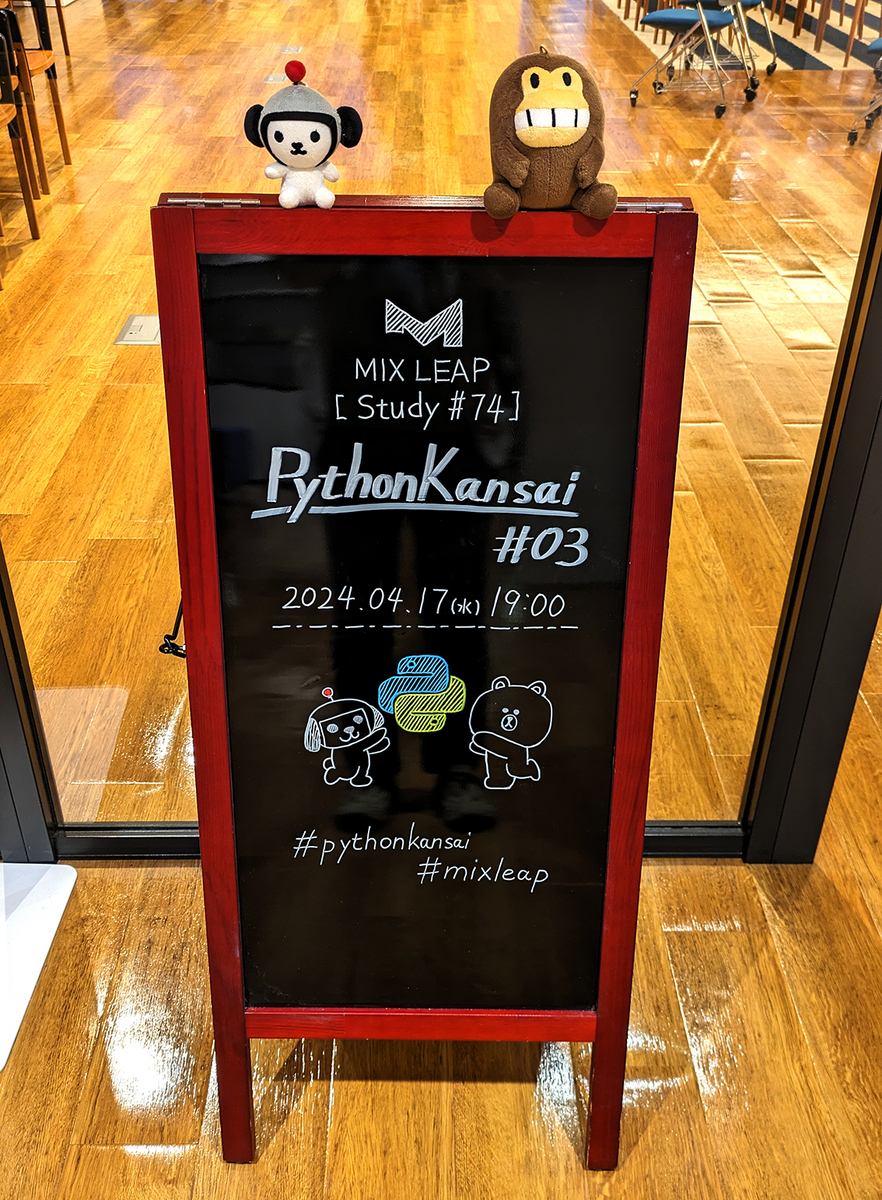 MIX LEAP
[Study #74]
PythonKansai
#03
2024.04.17(水) 19:00
#pythonkansai
#mixleap